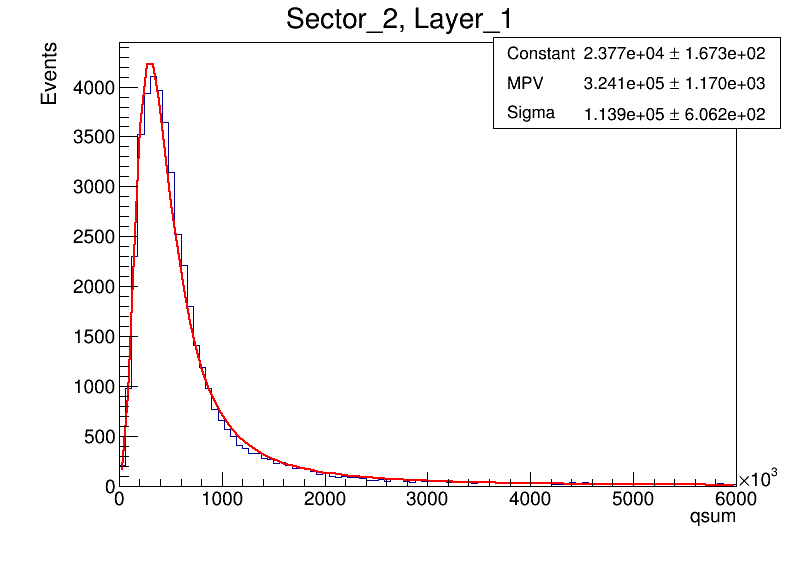 Sector_2, Layer_1
Constant 2.377e+04 ± 1.673e+02
MPV 3.241e+05 ± 1.170e+03
Sigma 1.139e+05 ± 6.062e+02
Events
4000
3500
3000
2500
2000
1500
1000
500
0
0 1000 2000 3000 4000 5000 6000
×10³
qsum